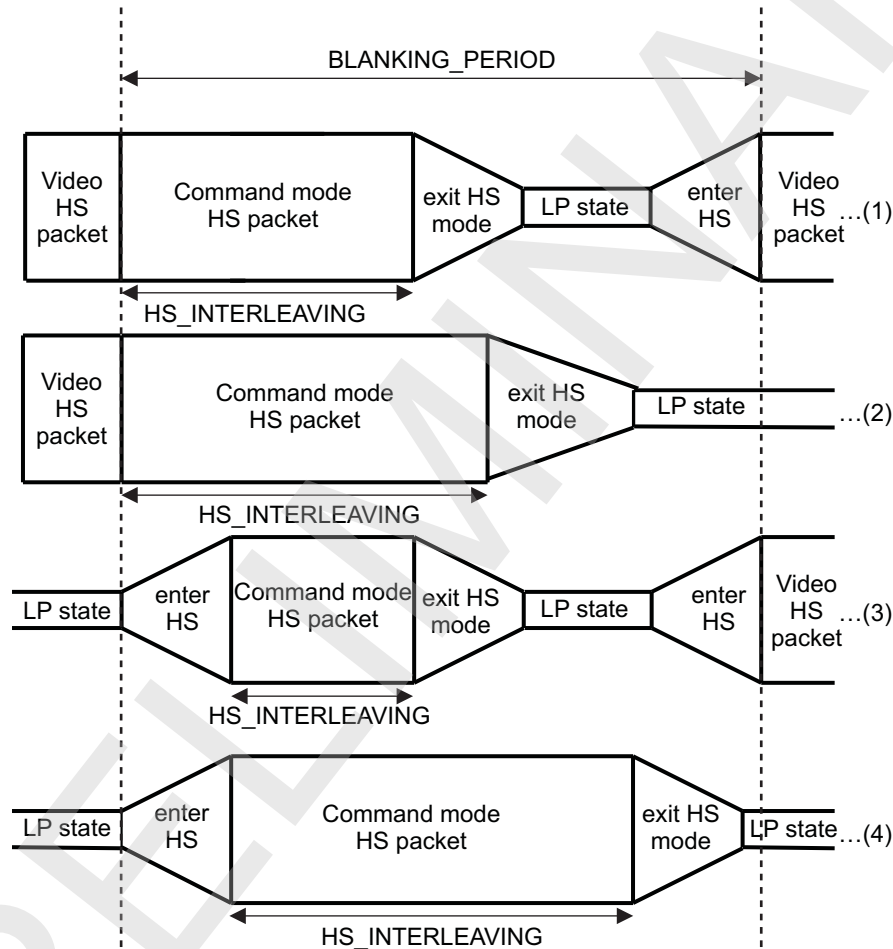 BLANKING_PERIOD
Video
HS
packet
Command mode
HS packet
exit HS
mode
LP state
enter
HS
Video
HS
packet
...(1)
HS_INTERLEAVING
Video
HS
packet
Command mode
HS packet
exit HS
mode
LP state
...(2)
HS_INTERLEAVING
LP state
enter
HS
Command mode
HS packet
exit HS
mode
LP state
enter
HS
Video
HS
packet
...(3)
HS_INTERLEAVING
LP state
enter
HS
Command mode
HS packet
exit HS
mode
LP state
...(4)
HS_INTERLEAVING